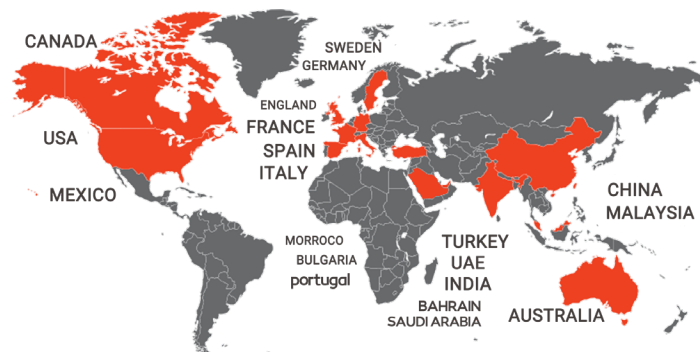 CANADA
SWEDEN
GERMANY
ENGLAND
FRANCE
USA
SPAIN
ITALY
MEXICO
CHINA
MALAYSIA
MORROCO
TURKEY
BULGARIA
UAE
portugal
INDIA
BAHRAIN
SAUDI ARABIA
AUSTRALIA